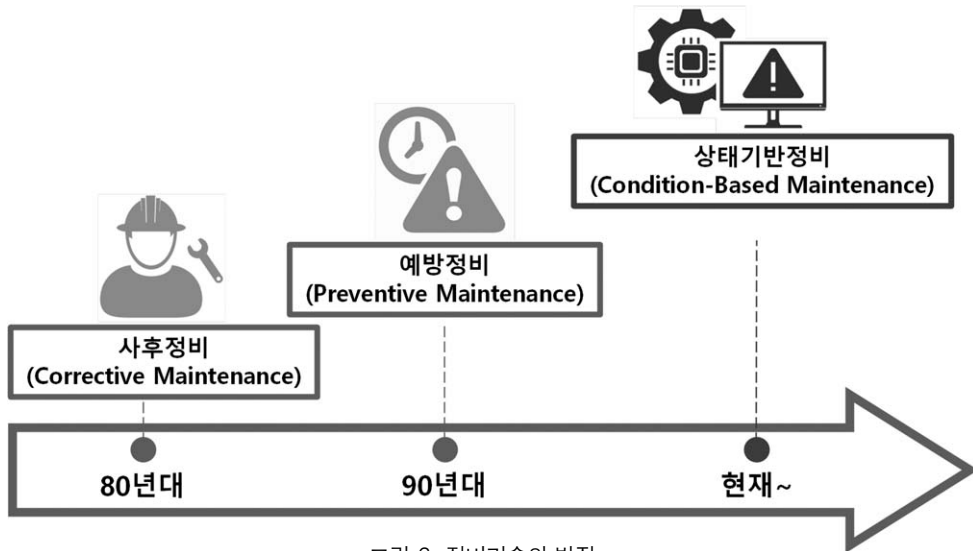 상태기반정비
(Condition-Based Maintenance)
예방정비
(Preventive Maintenance)
사후정비
(Corrective Maintenance)
80년대
90년대
현재~